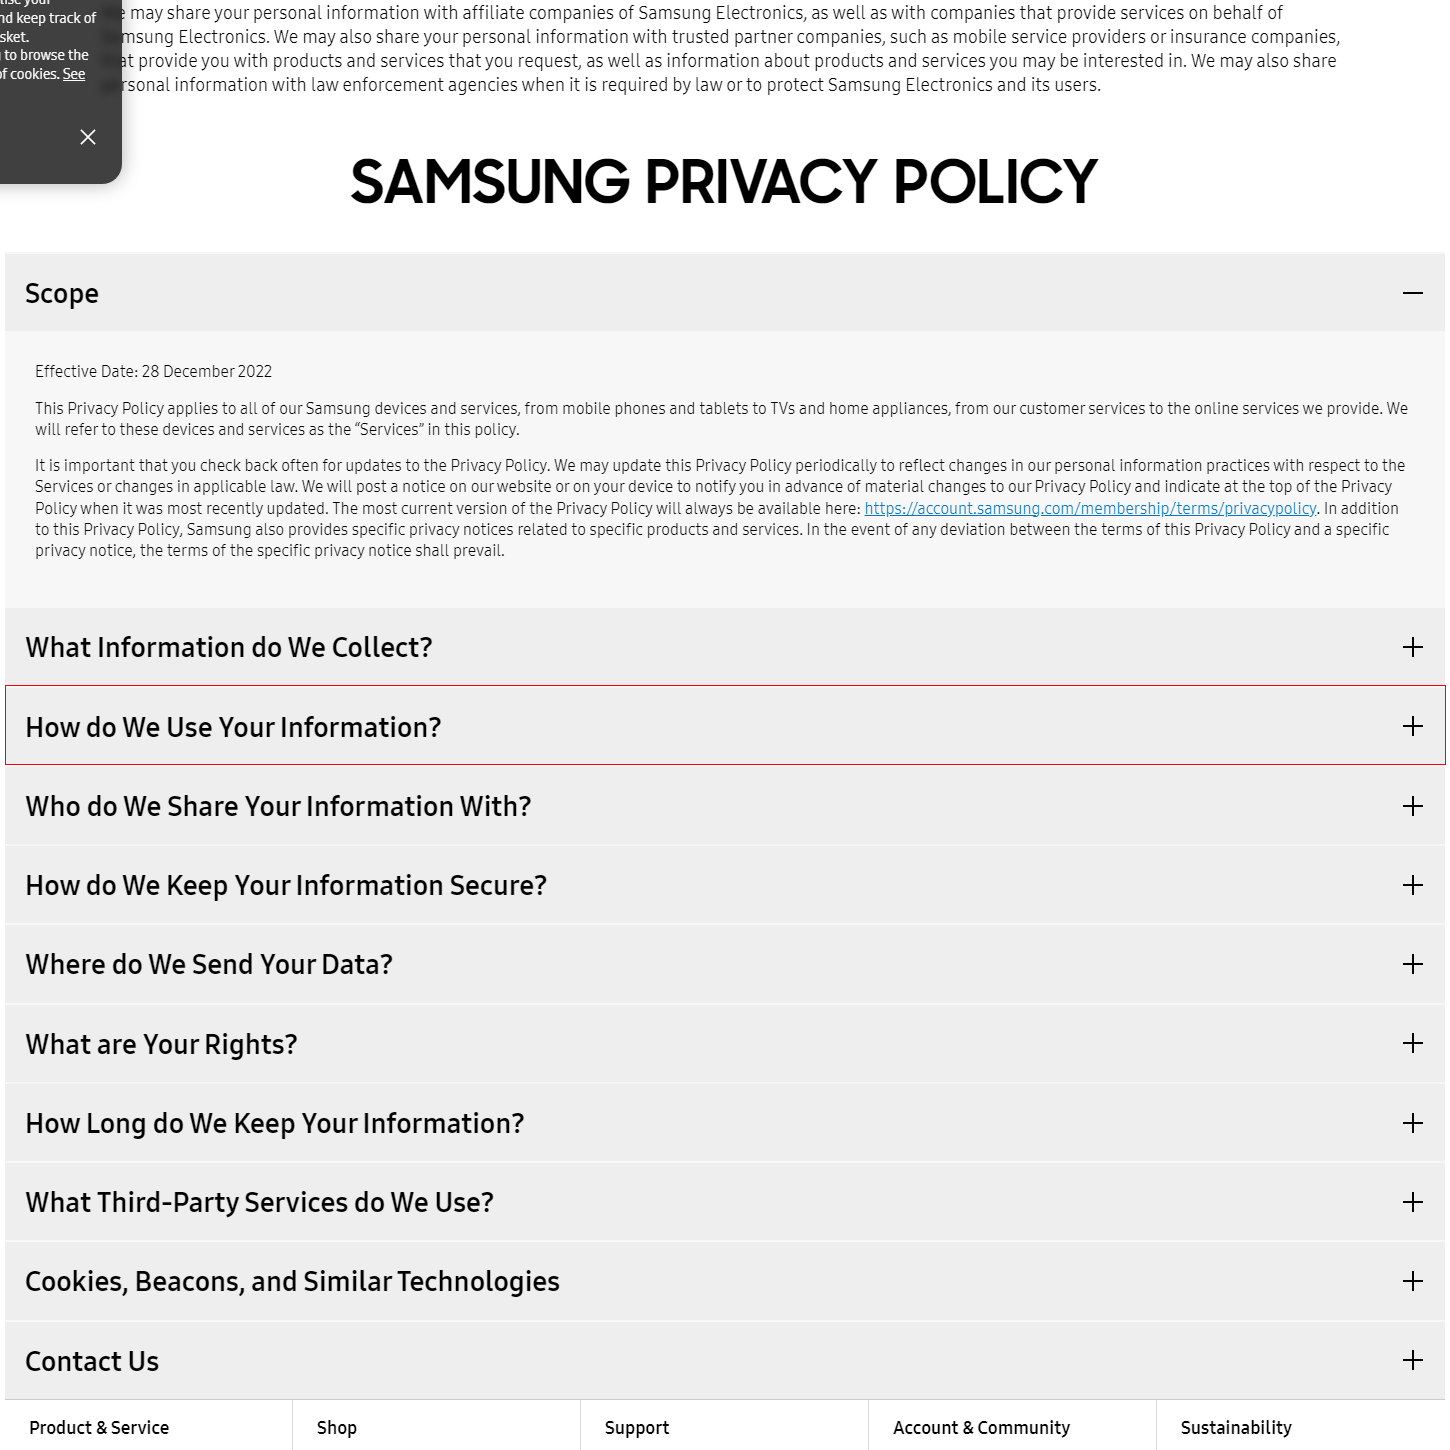 nd keep track of
sket.
to browse the
of cookies. See
may share your personal information with affiliate companies of Samsung Electronics, as well as with companies that provide services on behalf of
msung Electronics. We may also share your personal information with trusted partner companies, such as mobile service providers or insurance companies,
at provide you with products and services that you request, as well as information about products and services you may be interested in. We may also share
rsonal information with law enforcement agencies when it is required by law or to protect Samsung Electronics and its users.
SAMSUNG PRIVACY POLICY
Scope
Effective Date: 28 December 2022
This Privacy Policy applies to all of our Samsung devices and services, from mobile phones and tablets to TVs and home appliances, from our customer services to the online services we provide. We
will refer to these devices and services as the “Services” in this policy.
It is important that you check back often for updates to the Privacy Policy. We may update this Privacy Policy periodically to reflect changes in our personal information practices with respect to the
Services or changes in applicable law. We will post a notice on our website or on your device to notify you in advance of material changes to our Privacy Policy and indicate at the top of the Privacy
Policy when it was most recently updated. The most current version of the Privacy Policy will always be available here: https://account.samsung.com/membership/terms/privacypolicy. In addition
to this Privacy Policy, Samsung also provides specific privacy notices related to specific products and services. In the event of any deviation between the terms of this Privacy Policy and a specific
privacy notice, the terms of the specific privacy notice shall prevail.
What Information do We Collect?
How do We Use Your Information?
Who do We Share Your Information With?
How do We Keep Your Information Secure?
Where do We Send Your Data?
What are Your Rights?
How Long do We Keep Your Information?
What Third-Party Services do We Use?
Cookies, Beacons, and Similar Technologies
Contact Us
Product & Service
Shop
Support
Account & Community
Sustainability